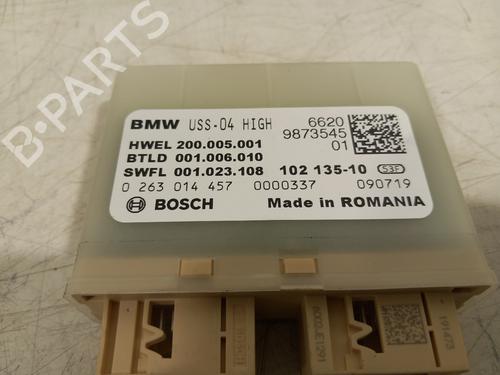 BMW USS-04 HIGH 6620
9873545
01
HWEL 200.005.001
BTLD 001.006.010
SWFL 001.023.108 102 135-10 S3F
0 263 014 457 0000337 090719
BOSCH Made in ROMANIA
B-PARTS